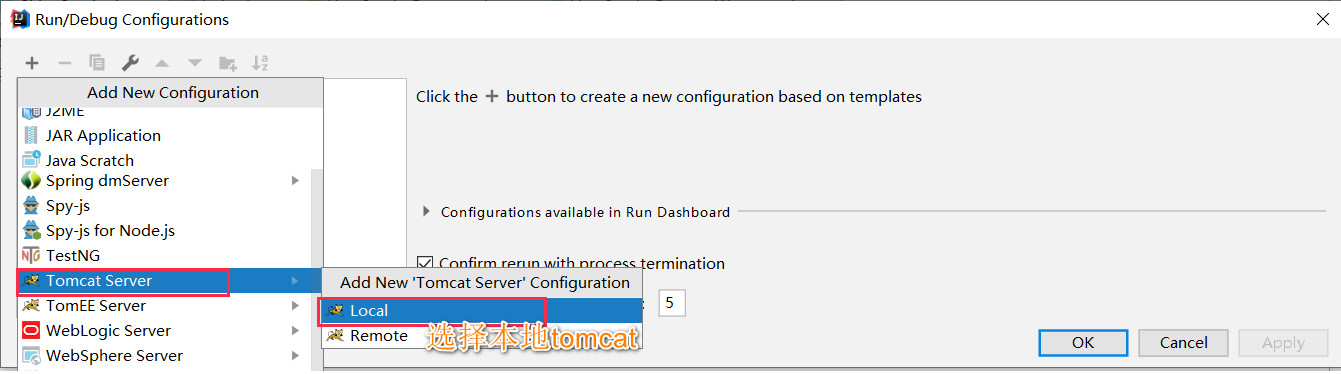 Run/Debug Configurations
Add New Configuration
Click the + button to create a new configuration based on templates
J2ME
JAR Application
Java Scratch
Spring dmServer
Spy-js
Configurations available in Run Dashboard
Spy-js for Node.js
TestNG
Confirm rerun with process termination
Tomcat Server
Add New 'Tomcat Server' Configuration
TomEE Server
Local
5
WebLogic Server
Remote
选择本地tomcat
WebSphere Server
OK
Cancel
Apply